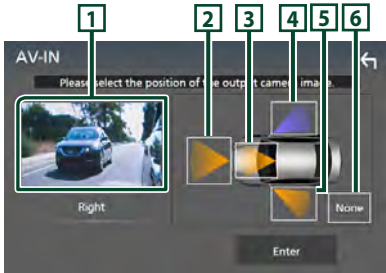 1 2 3 4 5 6
AV-IN
Please select the position of the output camera image.
Right
None
Enter